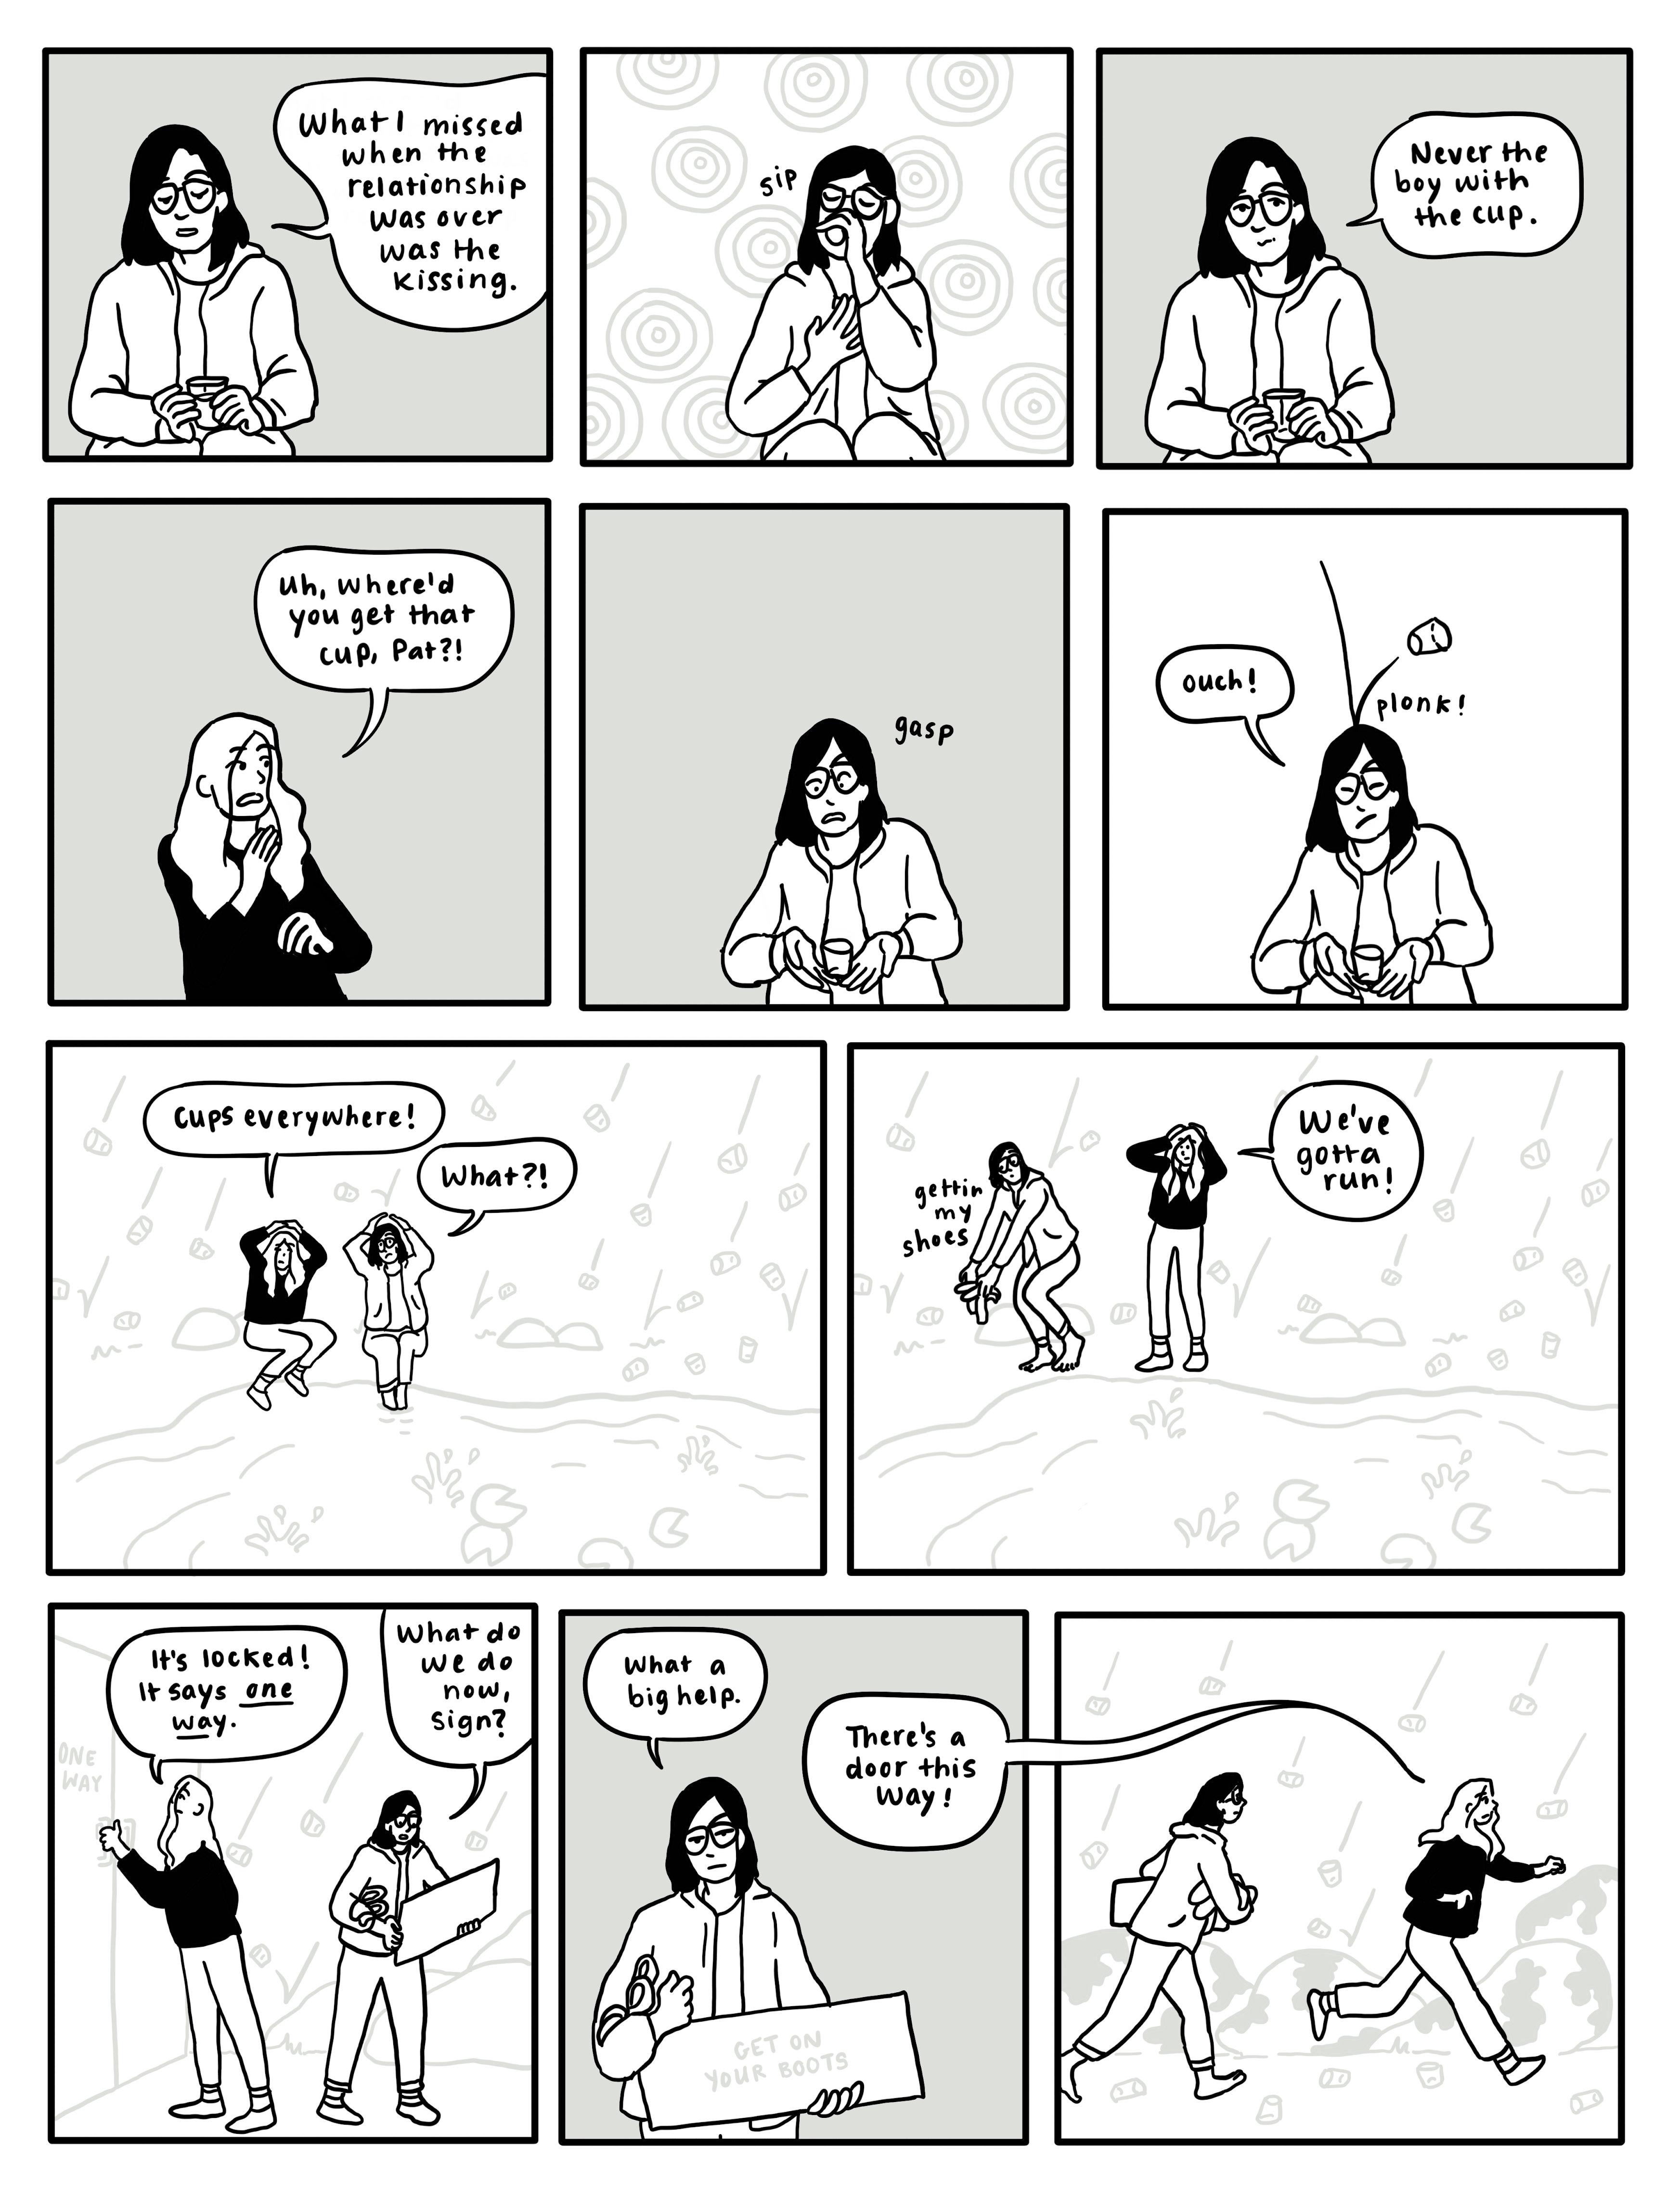 What I missed
when the
relationship
was over
was the
kissing.
sip
Never the
boy with
the cup.
Uh, where'd
you get that
cup, Pat?!
gasp
ouch!
plonk!
Cups everywhere!
What?!
gettin
my
shoes
We've
gotta
run!
It's locked!
It says one
way.
What do
we do
now,
sign?
ONE
WAY
What a
big help.
There's a
door this
way!
GET ON
YOUR BOOTS